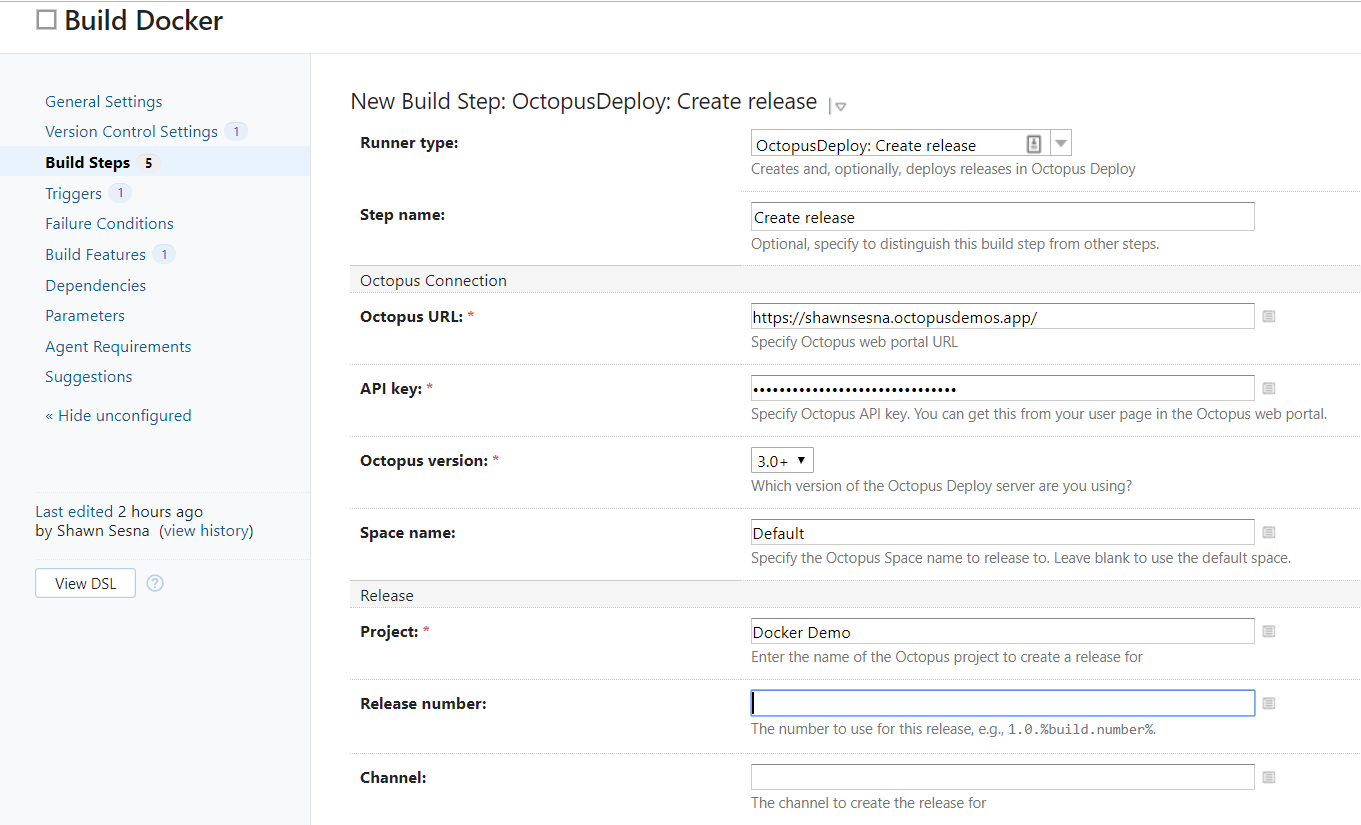 Build Docker
General Settings
Version Control Settings 1
Build Steps 5
Triggers 1
Failure Conditions
Build Features 1
Dependencies
Parameters
Agent Requirements
Suggestions
« Hide unconfigured
Last edited 2 hours ago
by Shawn Sesna (view history)
View DSL ?
New Build Step: OctopusDeploy: Create release
Runner type:
OctopusDeploy: Create release
Creates and, optionally, deploys releases in Octopus Deploy
Step name:
Create release
Optional, specify to distinguish this build step from other steps.
Octopus Connection
Octopus URL: *
https://shawnsesna.octopusdemos.app/
Specify Octopus web portal URL
API key: *
•••••••••••••••••••••••••••••••
Specify Octopus API key. You can get this from your user page in the Octopus web portal.
Octopus version: *
3.0+
Which version of the Octopus Deploy server are you using?
Space name:
Default
Specify the Octopus Space name to release to. Leave blank to use the default space.
Release
Project: *
Docker Demo
Enter the name of the Octopus project to create a release for
Release number:
The number to use for this release, e.g., 1.0.%build.number%.
Channel:
The channel to create the release for